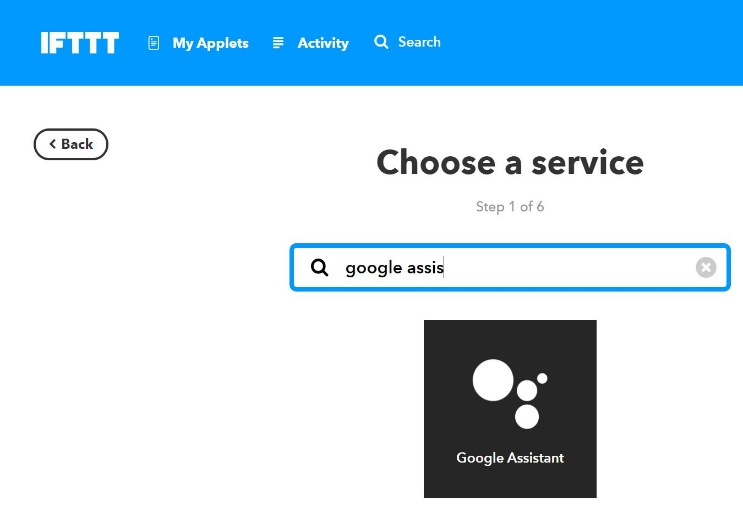 IFTTT My Applets Activity Search
Back
Choose a service
Step 1 of 6
google assis
Google Assistant